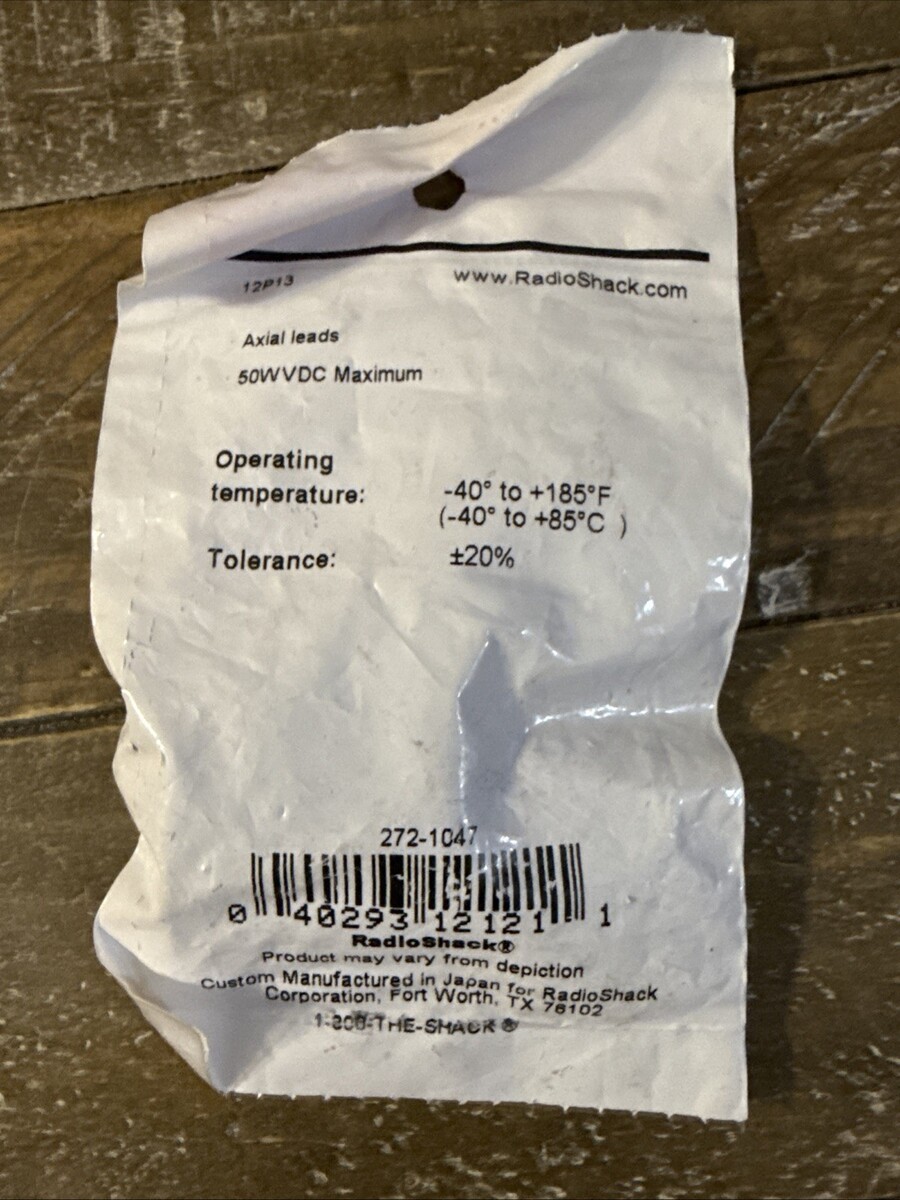 12P13
www.RadioShack.com
Axial leads
50WVDC Maximum
Operating
temperature: -40° to +185°F
(-40° to +85°C )
Tolerance: ±20%
272-1047
0 40293 12121 1
RadioShack®
Product may vary from depiction
Custom Manufactured in Japan for RadioShack
Corporation, Fort Worth, TX 76102
1-800-THE-SHACK®